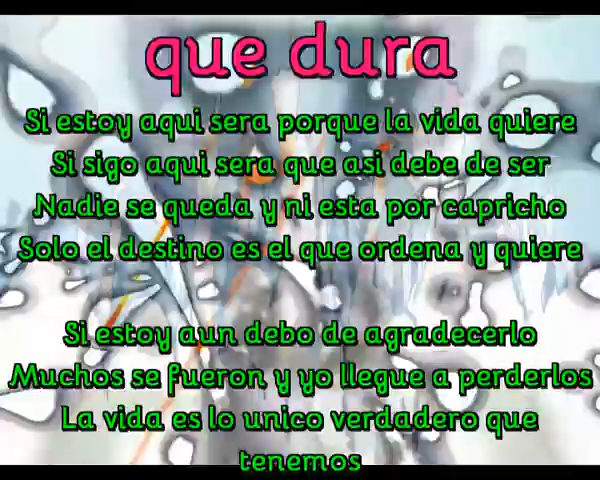 que dura
Si estoy aqui sera porque la vida quiere
Si sigo aqui sera que asi debe de ser
Nadie se queda y ni esta por capricho
Solo el destino es el que ordena y quiere
Si estoy aun debo de agradecerlo
Muchos se fueron y yo llegue a perderlos
La vida es lo unico verdadero que
tenemos